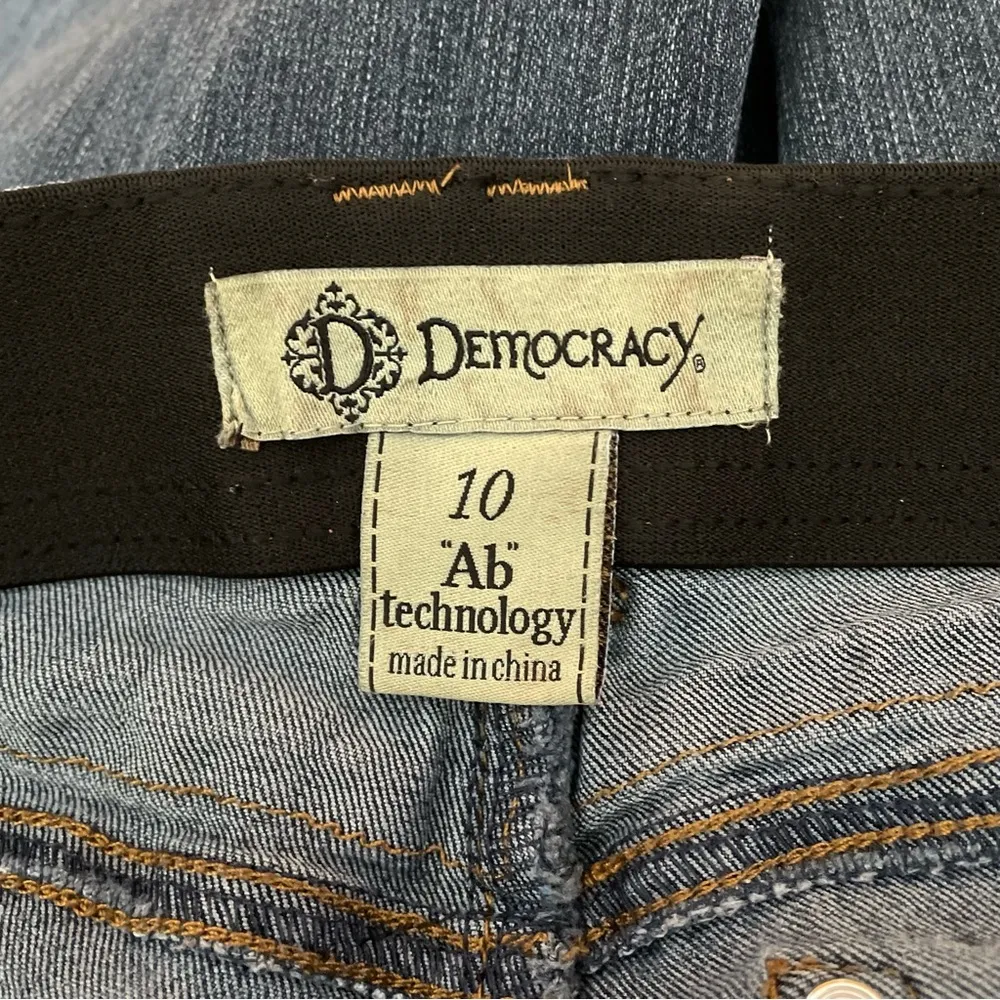 D DEMOCRACY®
10
"Ab"
technology
made in china